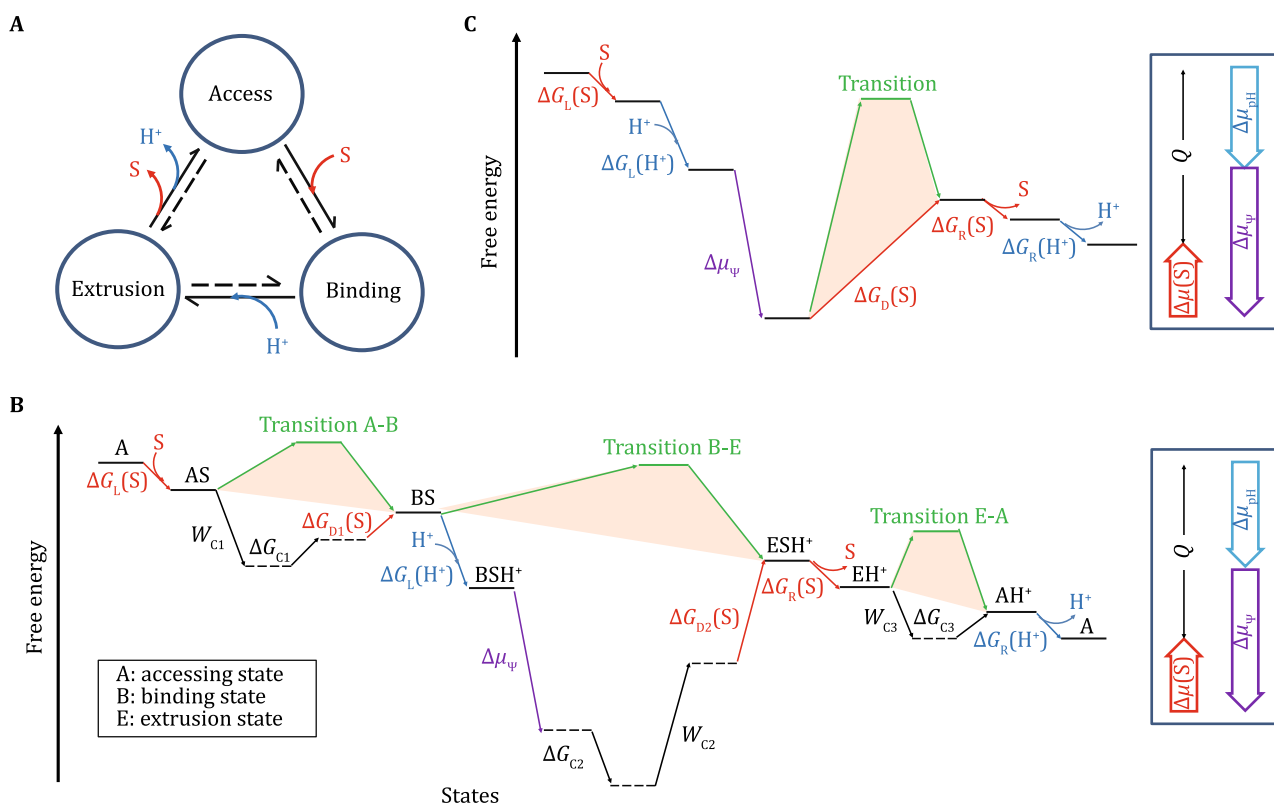 A
Access
H⁺
S
S
Extrusion
Binding
H⁺
C
Free energy
S
ΔG_L(S)
H⁺
ΔG_L(H⁺)
Δμ_Ψ
Transition
ΔG_D(S)
S
ΔG_R(S)
H⁺
ΔG_R(H⁺)
Q
Δμ(S)
Δμ_pH
Δμ_Ψ
B
Free energy
A
S
ΔG_L(S)
AS
Transition A-B
W_C1
ΔG_C1
ΔG_D1(S)
BS
H⁺
ΔG_L(H⁺)
BSH⁺
Δμ_Ψ
ΔG_C2
W_C2
Transition B-E
ΔG_D2(S)
ESH⁺
S
ΔG_R(S)
EH⁺
Transition E-A
W_C3
ΔG_C3
AH⁺
H⁺
ΔG_R(H⁺)
A
A: accessing state
B: binding state
E: extrusion state
States
Q
Δμ(S)
Δμ_pH
Δμ_Ψ